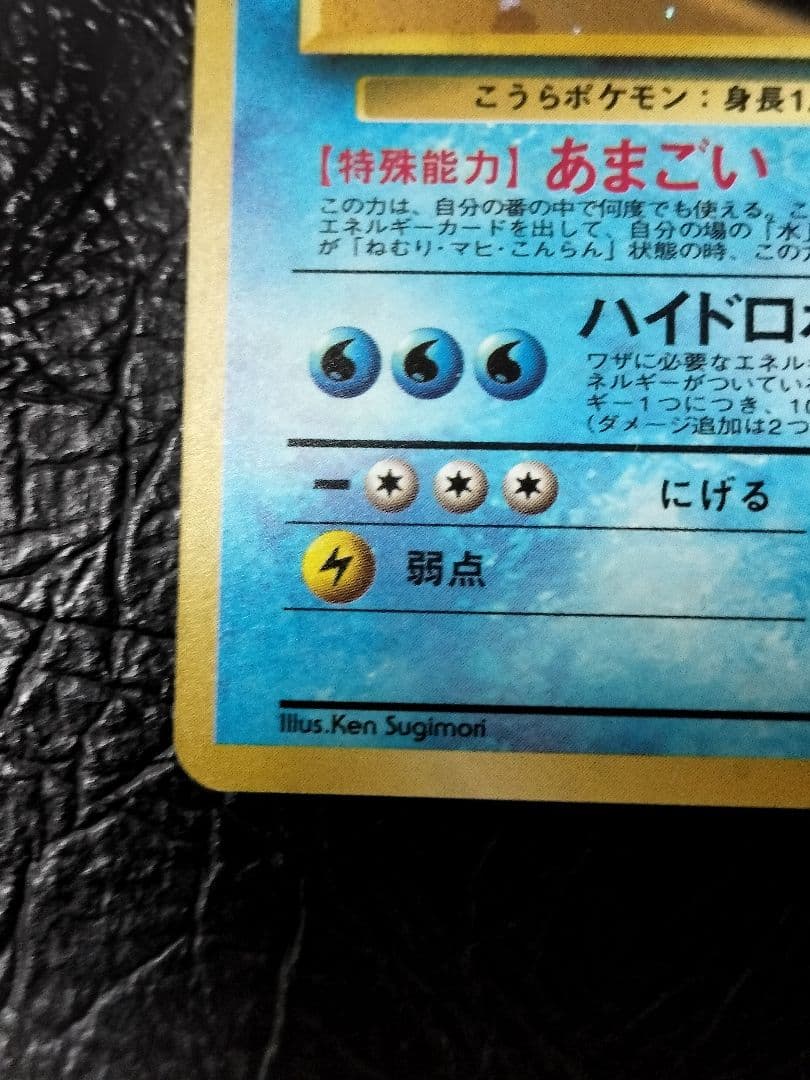 こうらポケモン：身長1.
【特殊能力】あまごい
この力は、自分の番の中で何度でも使える。こ
エネルギーカードを出して、自分の場の「水」
が「ねむり・マヒ・こんらん」状態の時、この力
ハイドロポ
ワザに必要なエネルギ
ネルギーがついてい
ギー1つにつき、10
（ダメージ追加は2つ
にげる
弱点
Illus.Ken Sugimori